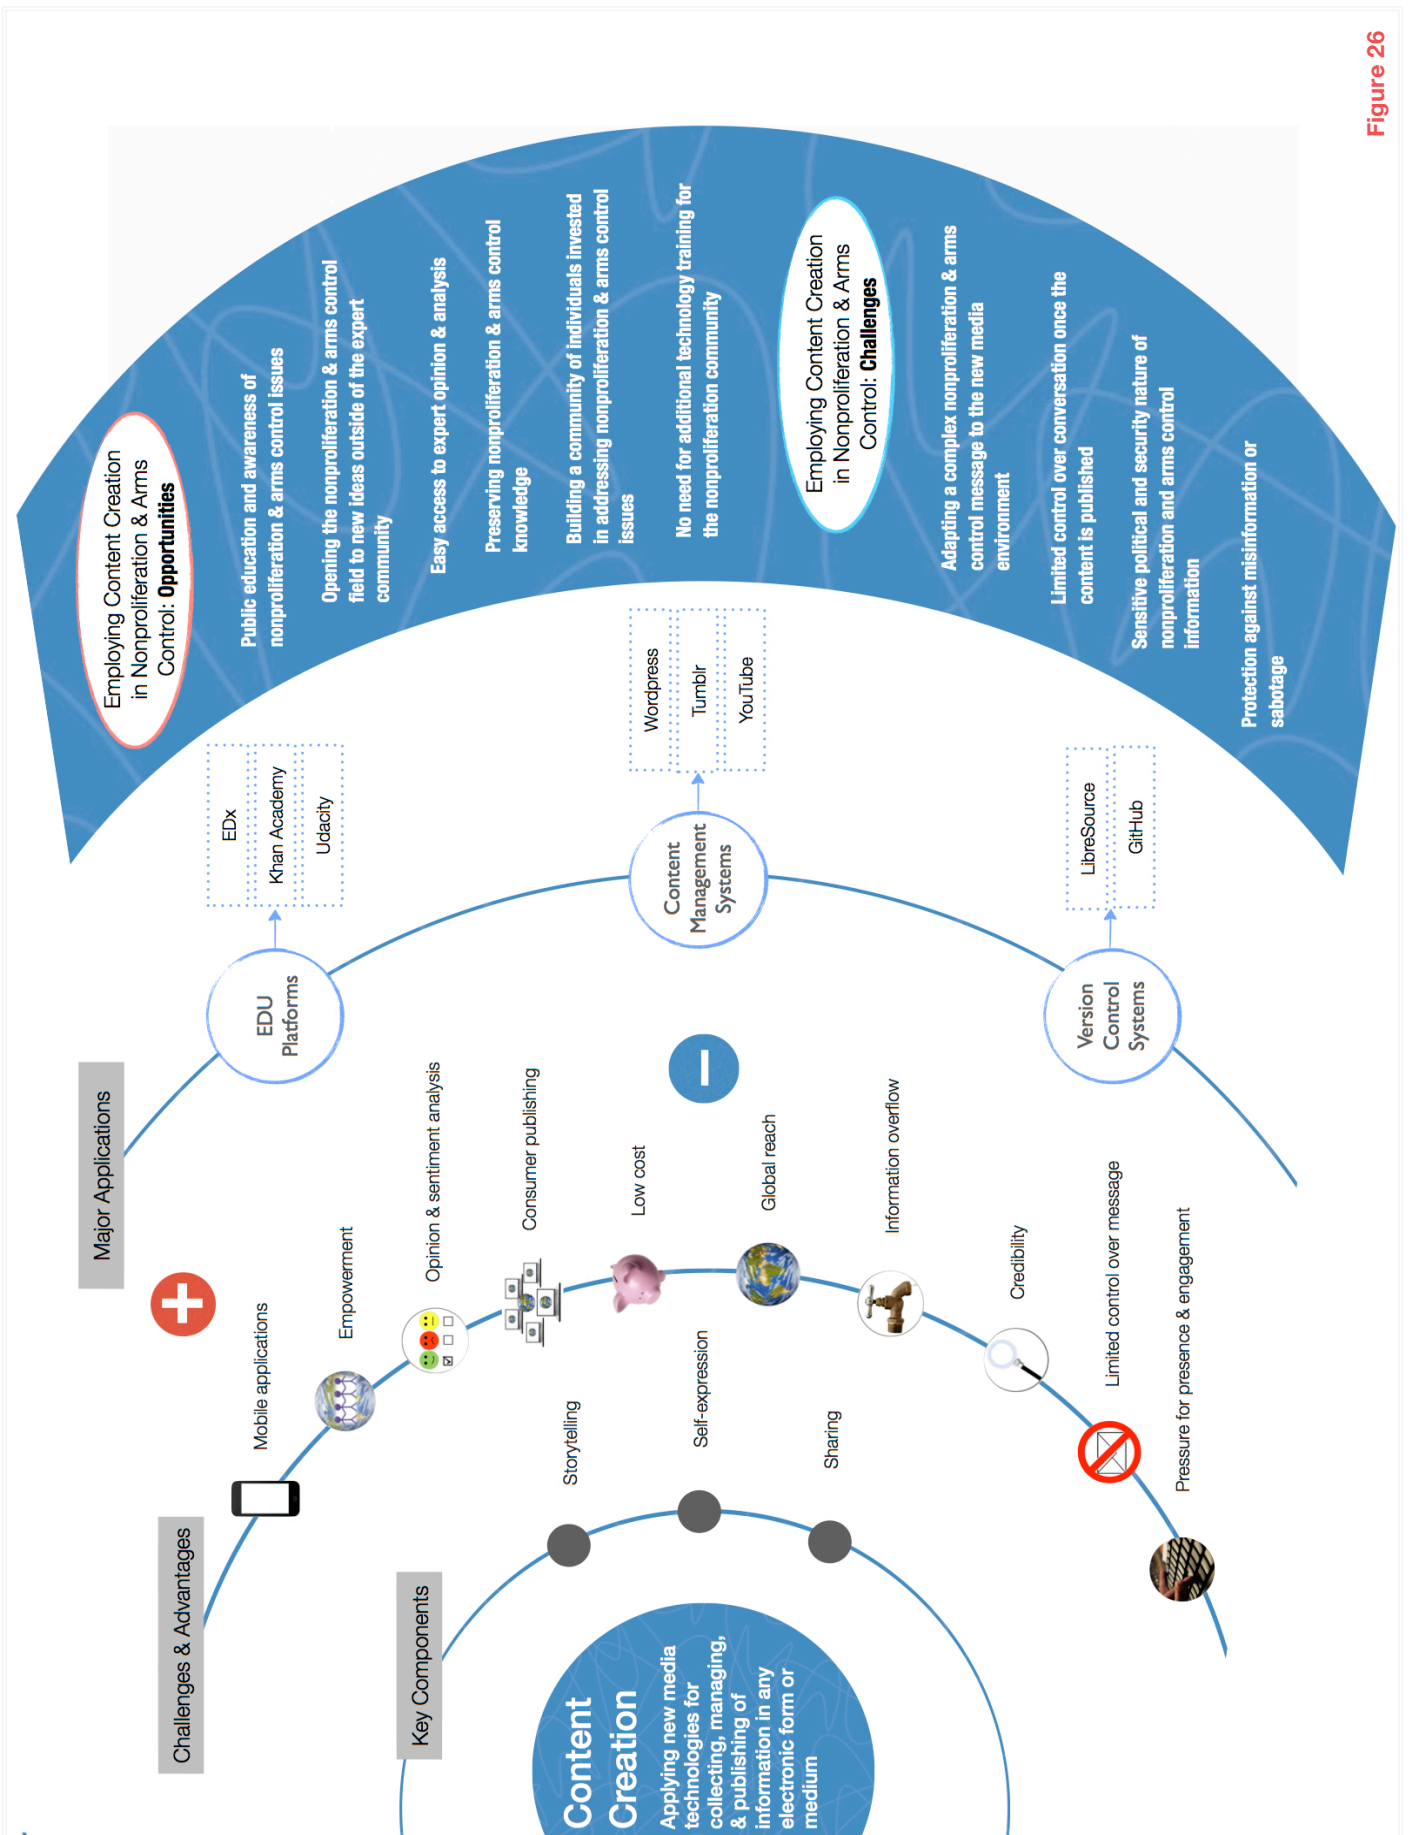 Content
Creation
Applying new media
technologies for
collecting, managing,
& publishing of
information in any
electronic form or
medium
Key Components
Storytelling
Self-expression
Sharing
Challenges & Advantages
Mobile applications
Empowerment
Opinion & sentiment analysis
Consumer publishing
Low cost
Global reach
Information overflow
Credibility
Limited control over message
Pressure for presence & engagement
Major Applications
EDU
Platforms
EDx
Khan Academy
Udacity
Content
Management
Systems
Wordpress
Tumblr
YouTube
Version
Control
Systems
LibreSource
GitHub
Employing Content Creation
in Nonproliferation & Arms
Control: Opportunities
Public education and awareness of
nonproliferation & arms control issues
Opening the nonproliferation & arms control
field to new ideas outside of the expert
community
Easy access to expert opinion & analysis
Preserving nonproliferation & arms control
knowledge
Building a community of individuals invested
in addressing nonproliferation & arms control
issues
No need for additional technology training for
the nonproliferation community
Employing Content Creation
in Nonproliferation & Arms
Control: Challenges
Adapting a complex nonproliferation & arms
control message to the new media
environment
Limited control over conversation once the
content is published
Sensitive political and security nature of
nonproliferation and arms control
information
Protection against misinformation or
sabotage
Figure 26